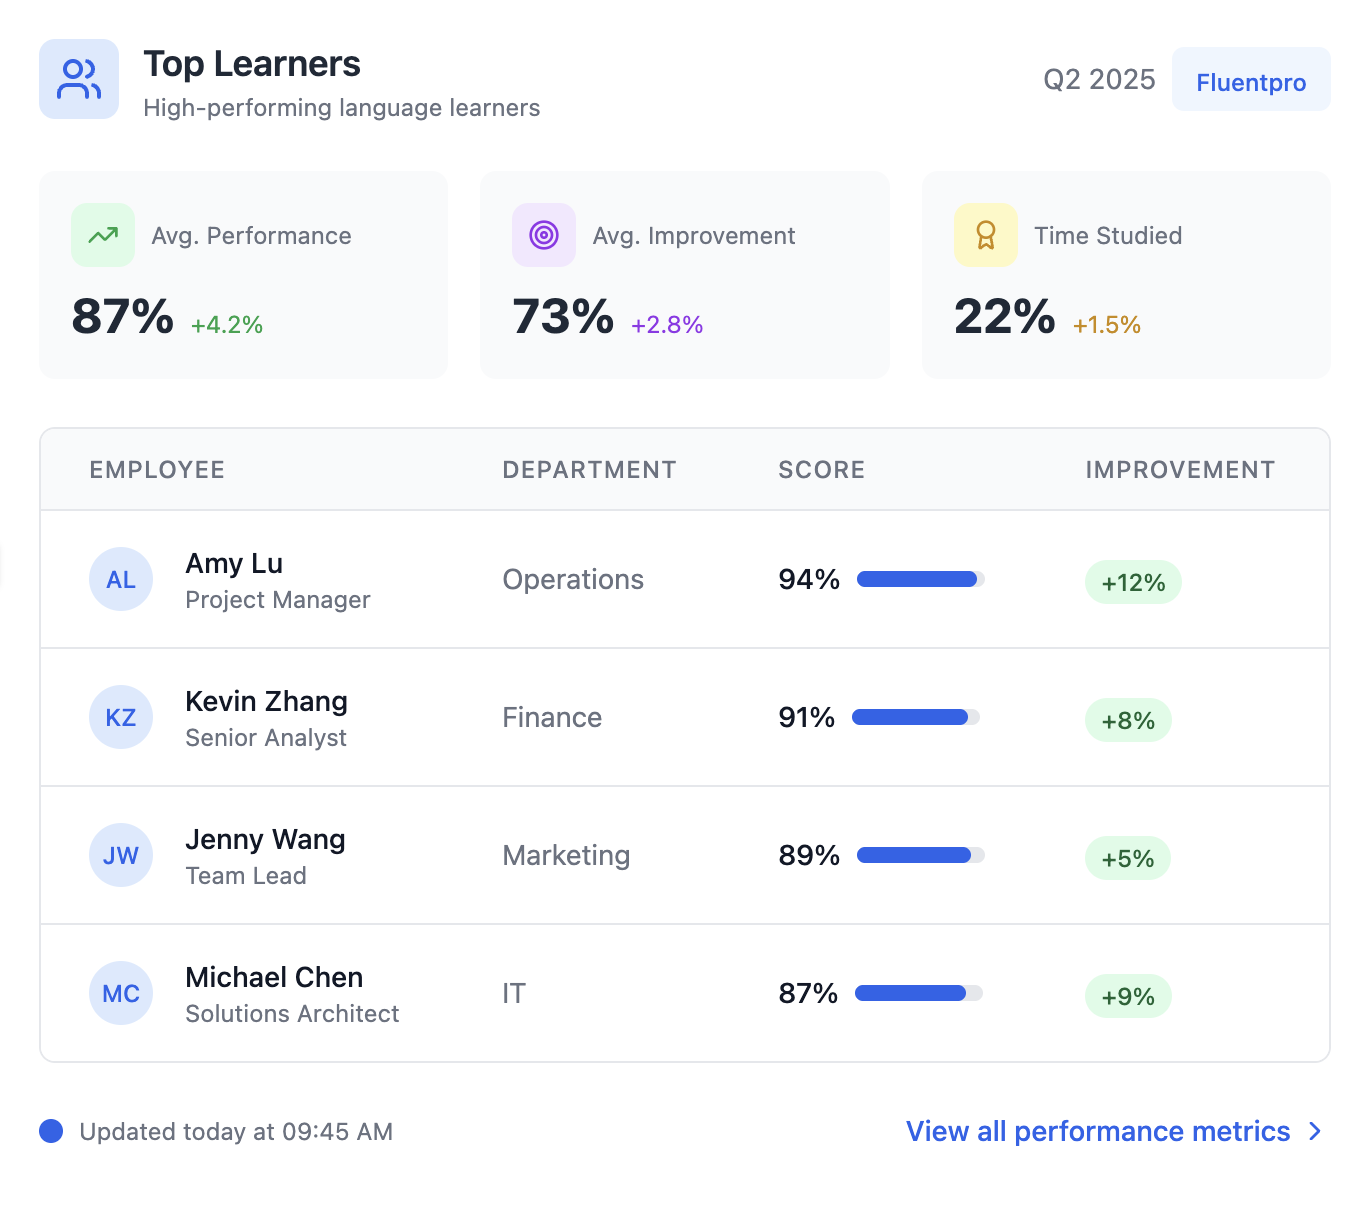 Top Learners
High-performing language learners
Q2 2025
Fluentpro
Avg. Performance
87% +4.2%
Avg. Improvement
73% +2.8%
Time Studied
22% +1.5%
EMPLOYEE DEPARTMENT SCORE IMPROVEMENT
AL
Amy Lu
Project Manager
Operations
94%
+12%
KZ
Kevin Zhang
Senior Analyst
Finance
91%
+8%
JW
Jenny Wang
Team Lead
Marketing
89%
+5%
MC
Michael Chen
Solutions Architect
IT
87%
+9%
Updated today at 09:45 AM
View all performance metrics